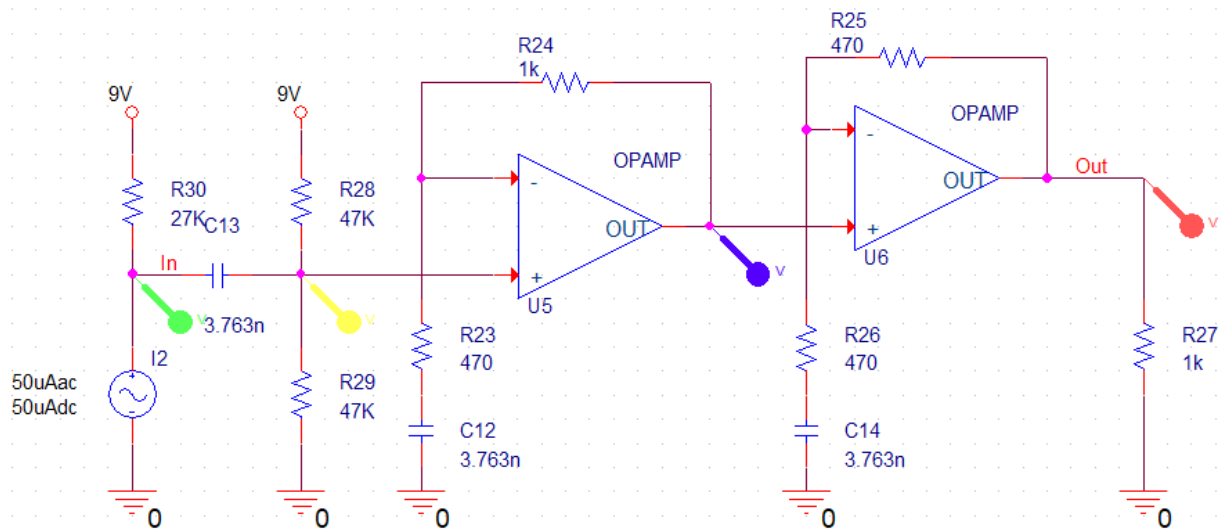 R25
470
R24
1k
9V
9V
OPAMP
-
OPAMP
R30
27K
C13
R28
47K
-
OUT
Out
V
OUT
+
U6
V
In
+
U5
V
V
3.763n
I2
50uAac
50uAdc
R29
47K
R23
470
R26
470
R27
1k
C12
3.763n
C14
3.763n
0
0
0
0
0